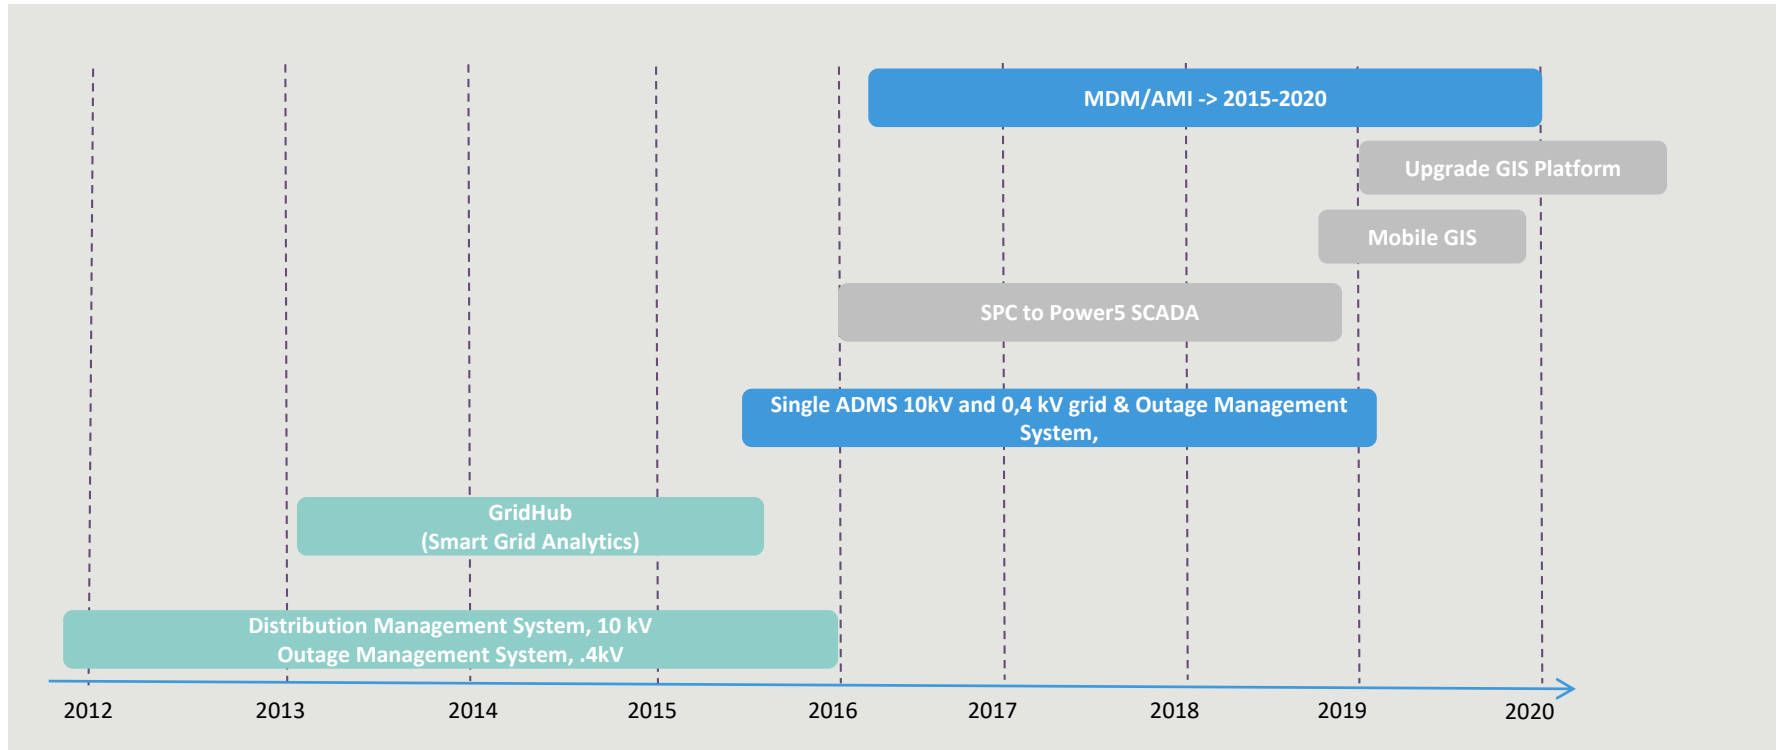 MDM/AMI -> 2015-2020
Upgrade GIS Platform
Mobile GIS
SPC to Power5 SCADA
Single ADMS 10kV and 0,4 kV grid & Outage Management
System,
GridHub
(Smart Grid Analytics)
Distribution Management System, 10 kV
Outage Management System, .4kV
2012 2013 2014 2015 2016 2017 2018 2019 2020